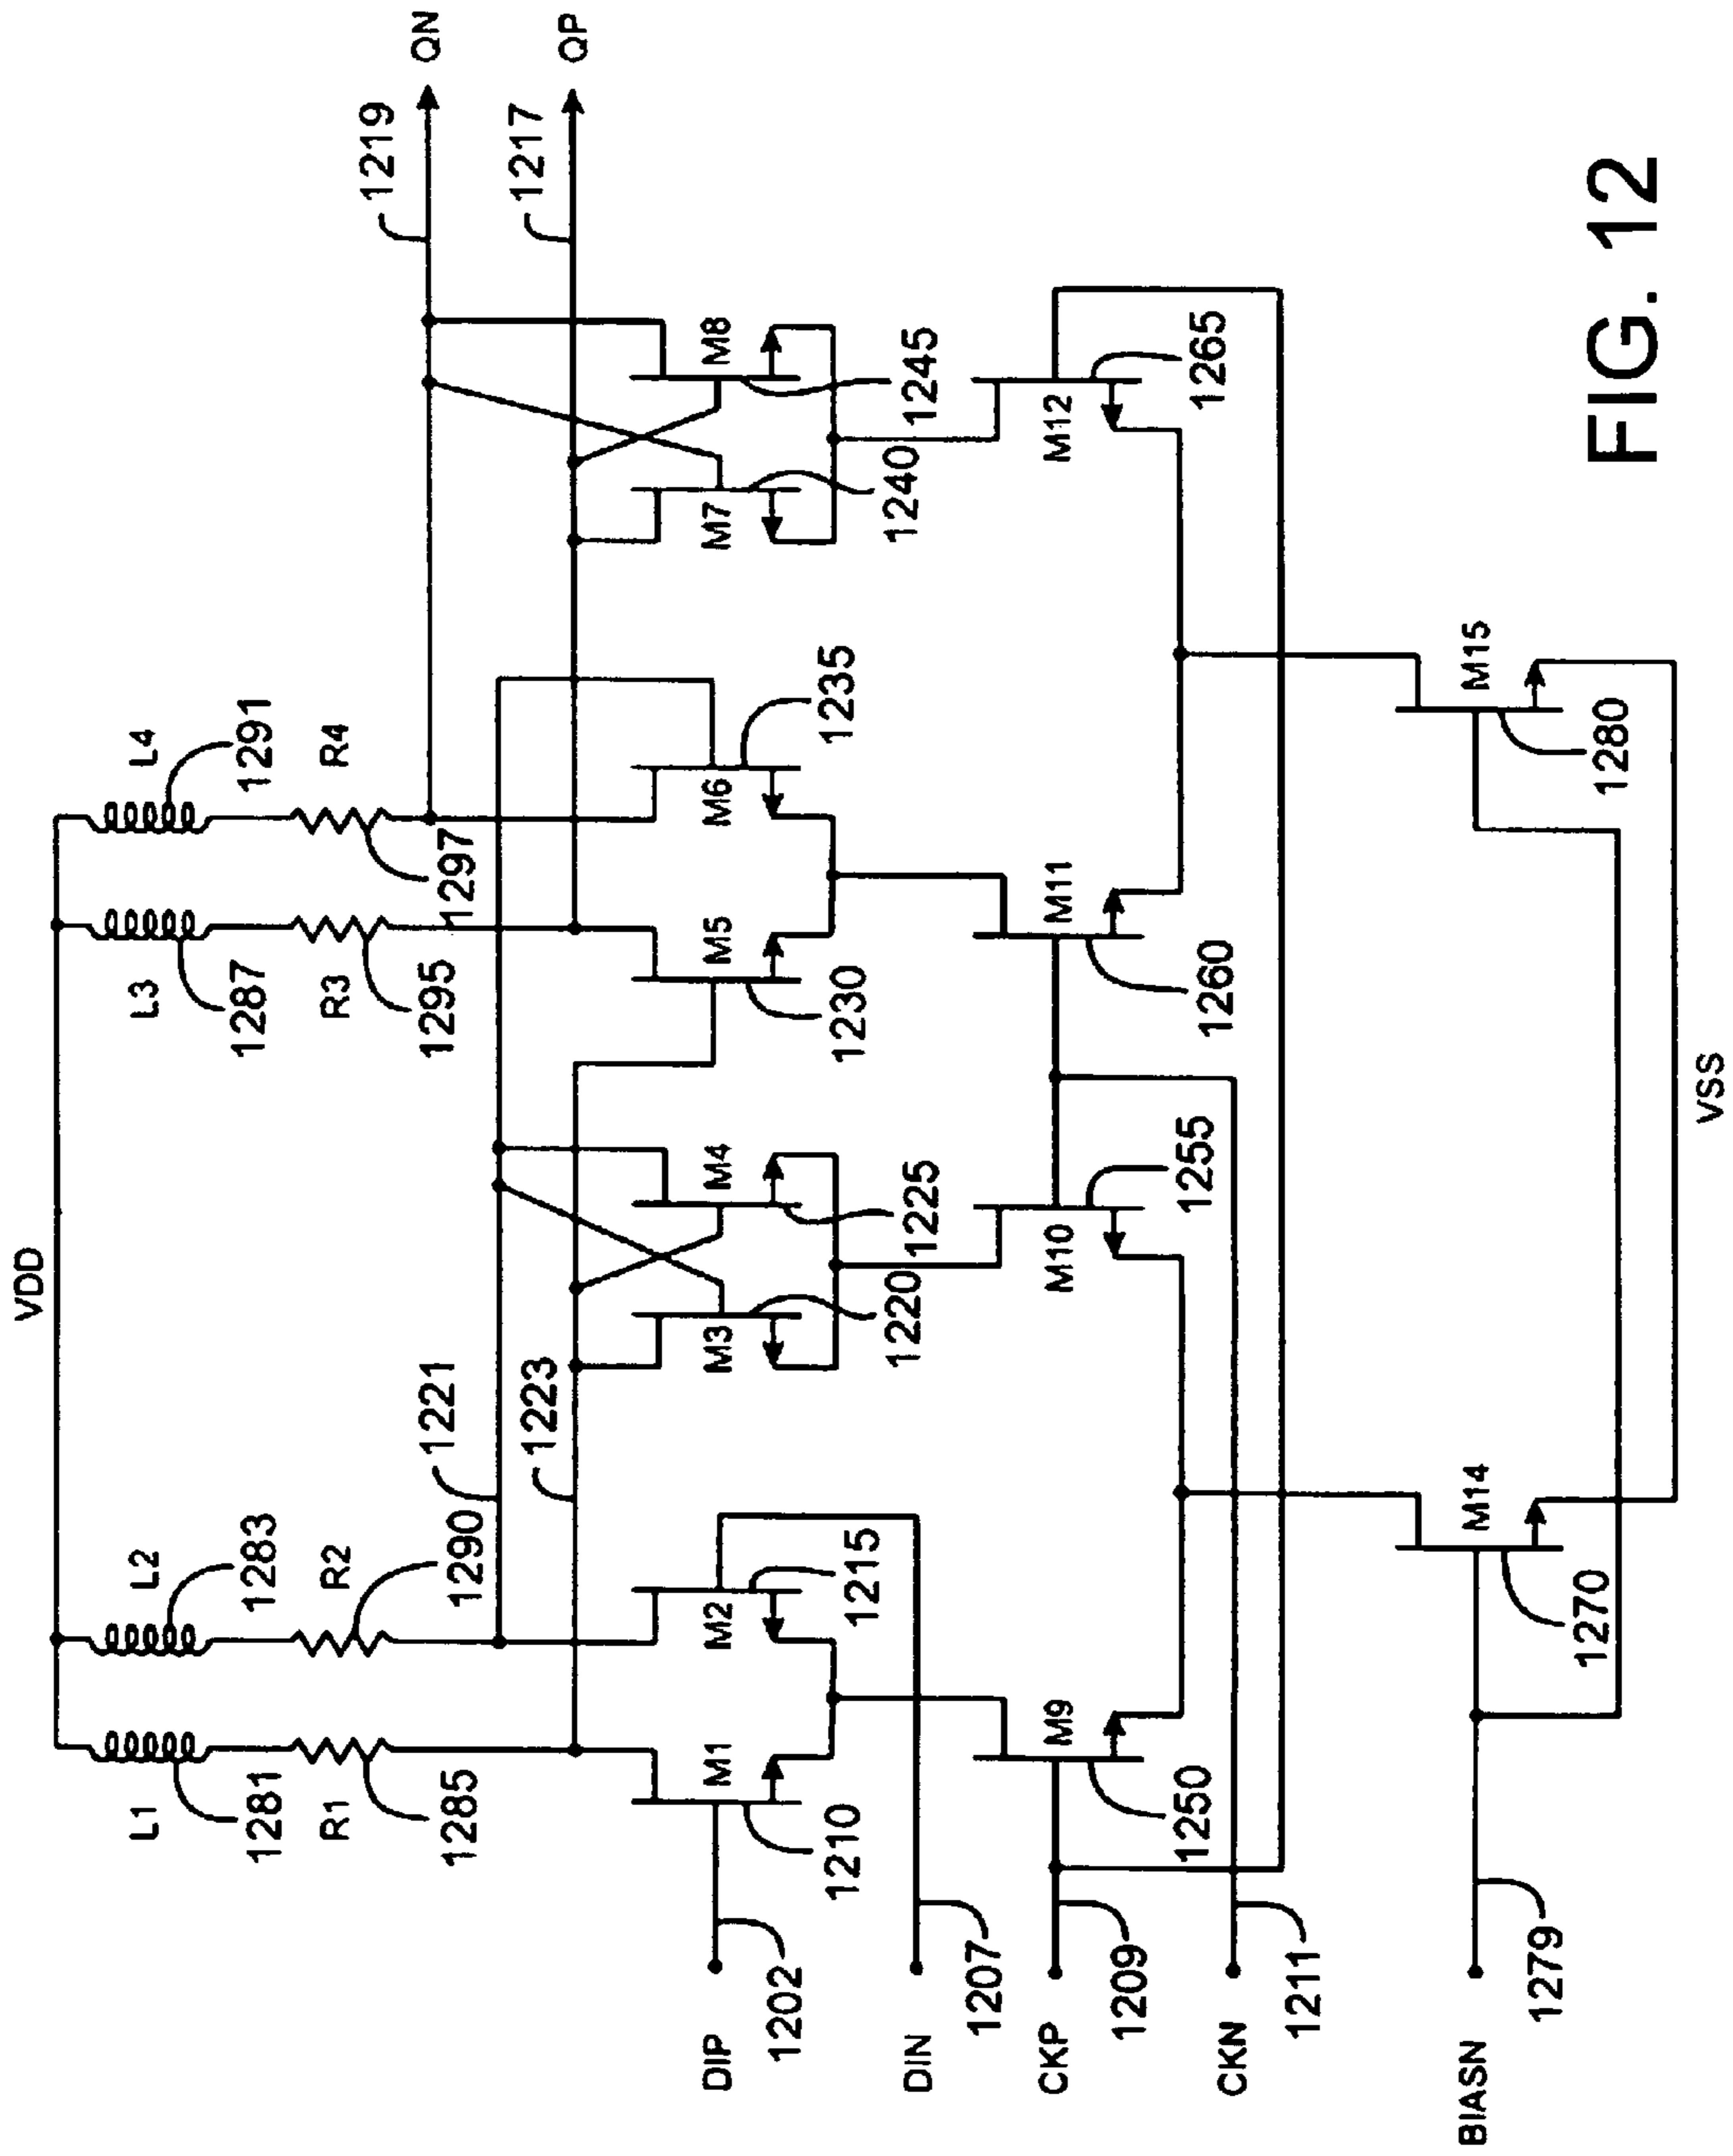 VDD
L1
1281
L2
1283
L3
1287
L4
1291
R1
1285
R2
1290
R3
1295
R4
1297
1219
QN
1217
QP
1221
1223
DIP
1202
M1
1210
M2
1215
M3
1220
M4
1225
M5
1230
M6
1235
M7
1240
M8
1245
DIN
1207
CKP
1209
M9
1250
M10
1255
M11
1260
M12
1265
CKN
1211
BIASN
1279
M14
1270
M15
1280
VSS
FIG. 12